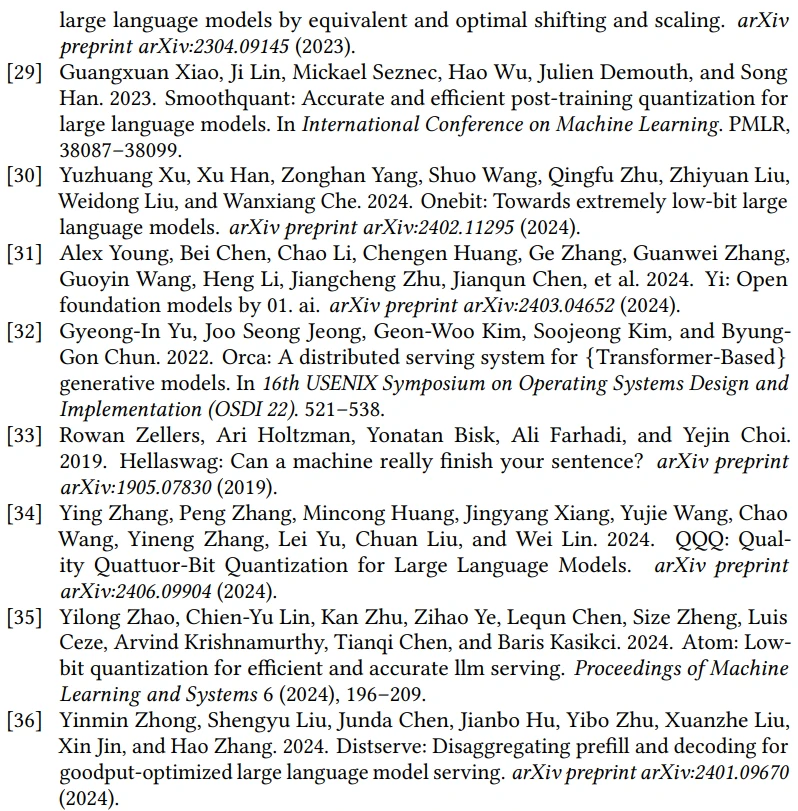 large language models by equivalent and optimal shifting and scaling. arXiv
preprint arXiv:2304.09145 (2023).
[29] Guangxuan Xiao, Ji Lin, Mickael Seznec, Hao Wu, Julien Demouth, and Song
Han. 2023. Smoothquant: Accurate and efficient post-training quantization for
large language models. In International Conference on Machine Learning. PMLR,
38087–38099.
[30] Yuzhuang Xu, Xu Han, Zonghan Yang, Shuo Wang, Qingfu Zhu, Zhiyuan Liu,
Weidong Liu, and Wanxiang Che. 2024. Onebit: Towards extremely low-bit large
language models. arXiv preprint arXiv:2402.11295 (2024).
[31] Alex Young, Bei Chen, Chao Li, Chengen Huang, Ge Zhang, Guanwei Zhang,
Guoyin Wang, Heng Li, Jiangcheng Zhu, Jianqun Chen, et al. 2024. Yi: Open
foundation models by 01. ai. arXiv preprint arXiv:2403.04652 (2024).
[32] Gyeong-In Yu, Joo Seong Jeong, Geon-Woo Kim, Soojeong Kim, and Byung-
Gon Chun. 2022. Orca: A distributed serving system for {Transformer-Based}
generative models. In 16th USENIX Symposium on Operating Systems Design and
Implementation (OSDI 22). 521–538.
[33] Rowan Zellers, Ari Holtzman, Yonatan Bisk, Ali Farhadi, and Yejin Choi.
2019. Hellaswag: Can a machine really finish your sentence? arXiv preprint
arXiv:1905.07830 (2019).
[34] Ying Zhang, Peng Zhang, Mincong Huang, Jingyang Xiang, Yujie Wang, Chao
Wang, Yineng Zhang, Lei Yu, Chuan Liu, and Wei Lin. 2024. QQQ: Qual-
ity Quattuor-Bit Quantization for Large Language Models. arXiv preprint
arXiv:2406.09904 (2024).
[35] Yilong Zhao, Chien-Yu Lin, Kan Zhu, Zihao Ye, Lequn Chen, Size Zheng, Luis
Ceze, Arvind Krishnamurthy, Tianqi Chen, and Baris Kasikci. 2024. Atom: Low-
bit quantization for efficient and accurate llm serving. Proceedings of Machine
Learning and Systems 6 (2024), 196–209.
[36] Yinmin Zhong, Shengyu Liu, Junda Chen, Jianbo Hu, Yibo Zhu, Xuanzhe Liu,
Xin Jin, and Hao Zhang. 2024. Distserve: Disaggregating prefill and decoding for
goodput-optimized large language model serving. arXiv preprint arXiv:2401.09670
(2024).